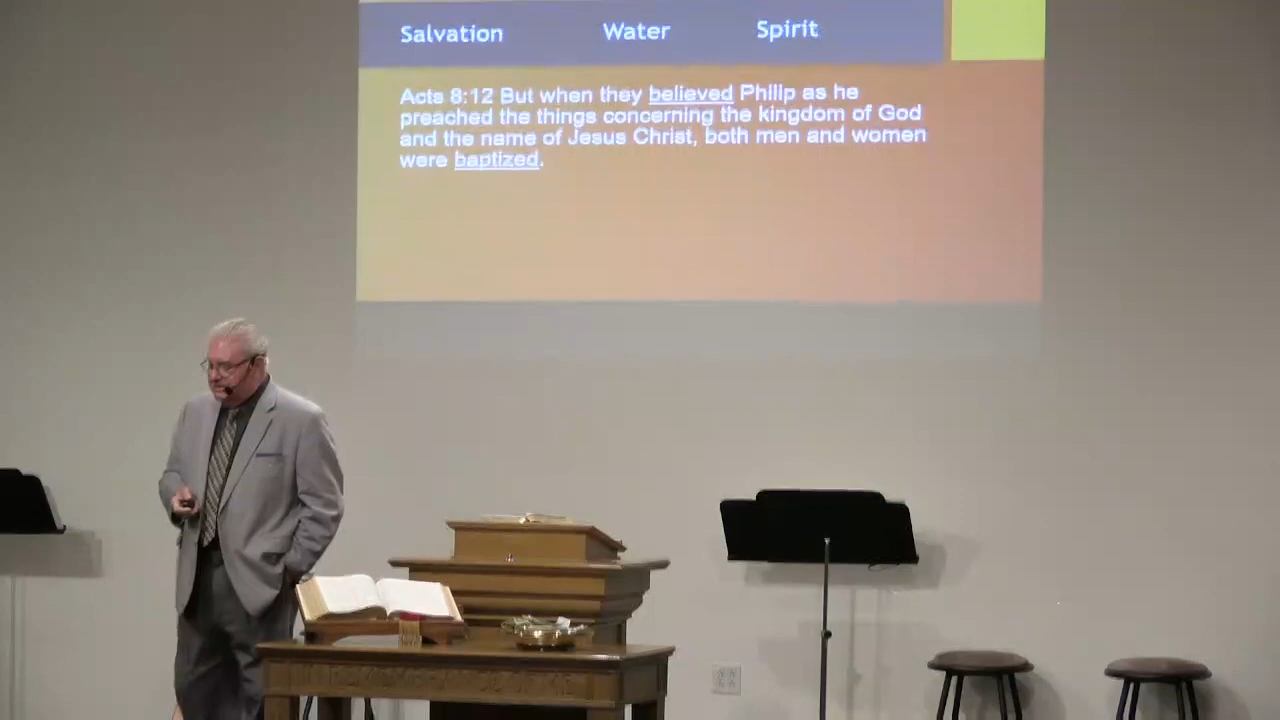 Salvation Water Spirit
Acts 8:12 But when they believed Philip as he
preached the things concerning the kingdom of God
and the name of Jesus Christ, both men and women
were baptized.